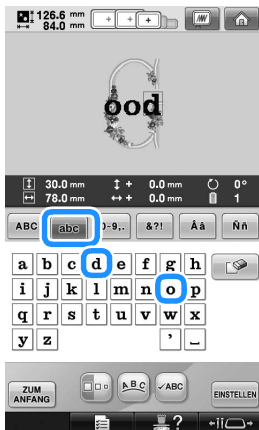 126.6 mm
84.0 mm
ood
30.0 mm + 0.0 mm 0°
78.0 mm + 0.0 mm 1
ABC abc 0-9,. &?! Ââ Ññ
a b c d e f g h
i j k l m n o p
q r s t u v w x
y z ' _
ZUM ANFANG ABC ✓ABC EINSTELLEN
?